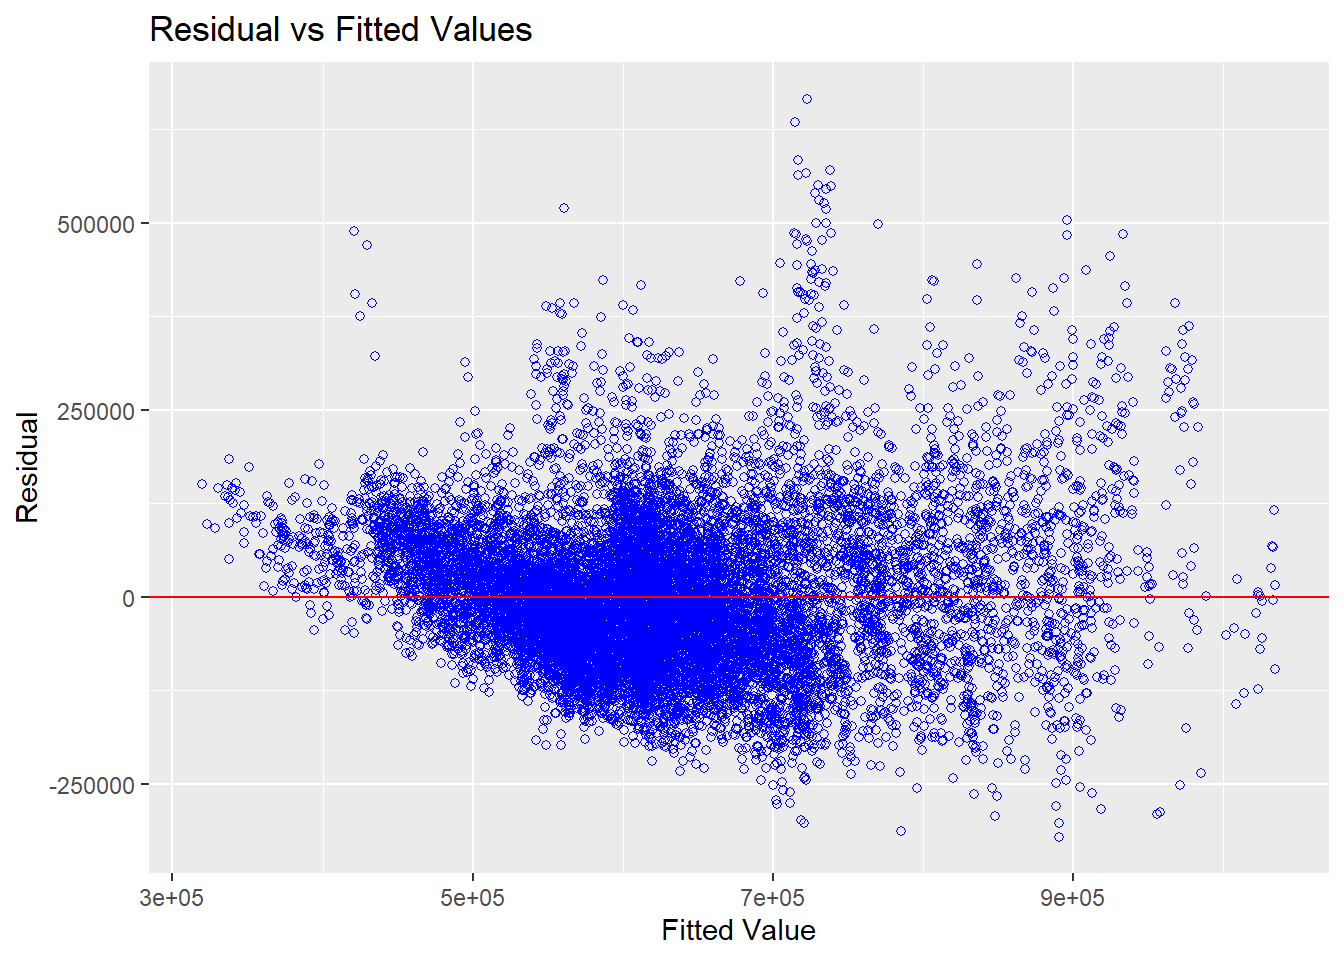 Residual vs Fitted Values
Residual
500000
250000
0
-250000
3e+05 5e+05 7e+05 9e+05
Fitted Value